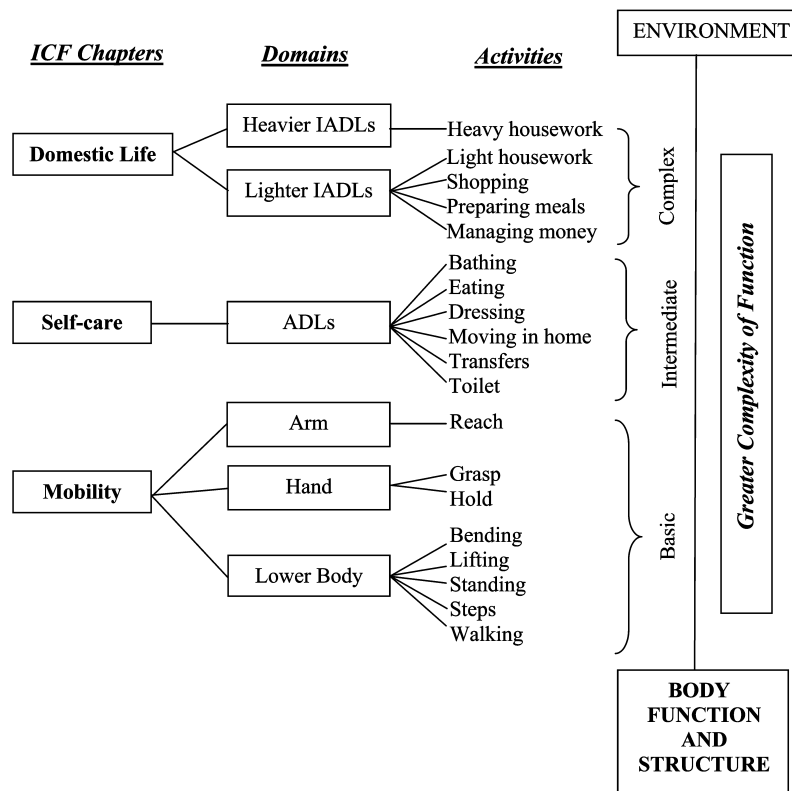 ENVIRONMENT
ICF Chapters
Domains
Activities
Domestic Life
Heavier IADLs
Heavy housework
Lighter IADLs
Light housework
Shopping
Preparing meals
Managing money
Complex
Self-care
ADLs
Bathing
Eating
Dressing
Moving in home
Transfers
Toilet
Intermediate
Mobility
Arm
Reach
Hand
Grasp
Hold
Lower Body
Bending
Lifting
Standing
Steps
Walking
Basic
Greater Complexity of Function
BODY
FUNCTION
AND
STRUCTURE